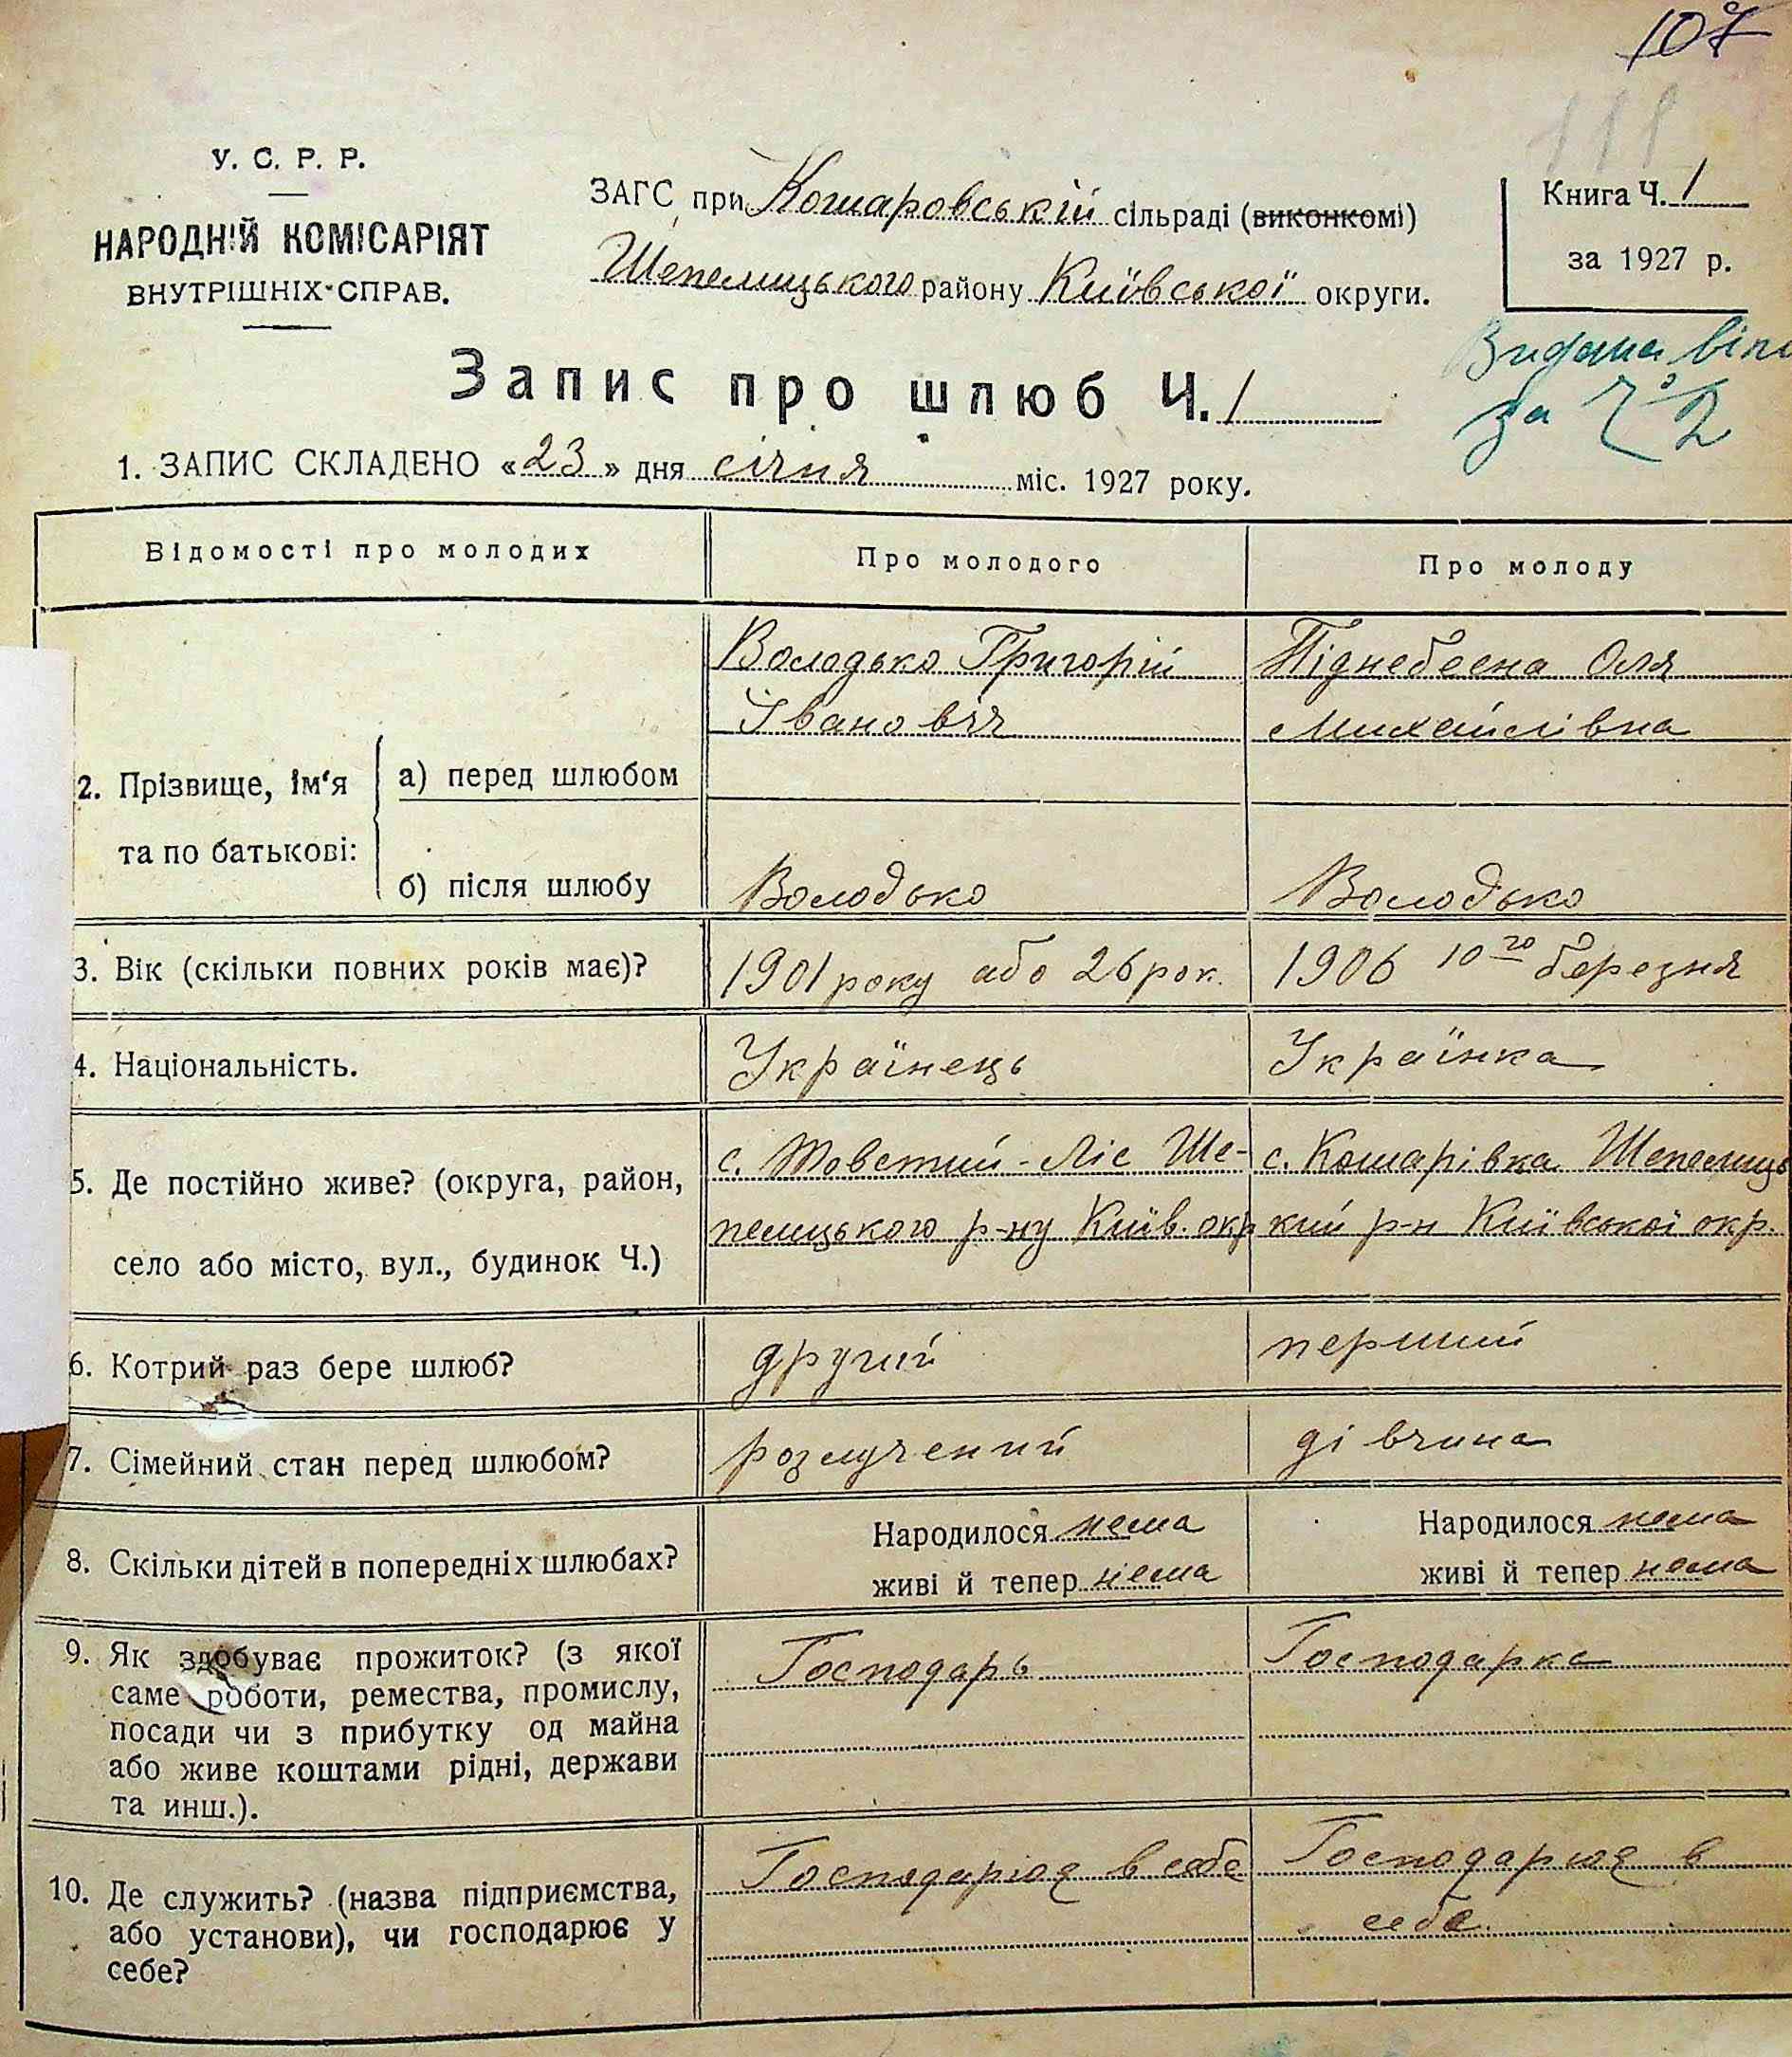 107
111
У. С. Р. Р.
НАРОДНІЙ КОМІСАРІЯТ
ВНУТРІШНІХ СПРАВ.
ЗАГС при Кошаровській сільраді (виконкомі)
Шепелицького району Київської округи.
Книга Ч. 1
за 1927 р.
Видана
за № 2
Запис про шлюб Ч. 1
1. ЗАПИС СКЛАДЕНО «23» дня січня міс. 1927 року.
Відомості про молодих
Про молодого
Про молоду
2. Прізвище, ім'я
та по батькові:
а) перед шлюбом
Володько Григорій
Іванович
Піднебесна Оля
Михайлівна
б) після шлюбу
Володько
Володько
3. Вік (скільки повних років має)?
1901 року або 26 рок.
1906 10го березня
4. Національність.
Українець
Українка
5. Де постійно живе? (округа, район,
село або місто, вул., будинок Ч.)
с. Товстий-Ліс Ше-
пелицького р-ну Київ. окр
с. Кошарівка Шепелиць
кий р-н Київської окр.
6. Котрий раз бере шлюб?
другий
перший
7. Сімейний стан перед шлюбом?
розлучений
дівчина
8. Скільки дітей в попередніх шлюбах?
Народилося нема
живі й тепер нема
Народилося нема
живі й тепер нема
9. Як здобуває прожиток? (з якої
саме роботи, ремества, промислу,
посади чи з прибутку од майна
або живе коштами рідні, держави
та инш.).
Господарь
Господарка
10. Де служить? (назва підприємства,
або установи), чи господарює у
себе?
Господарює в себе
Господарює в
себе.